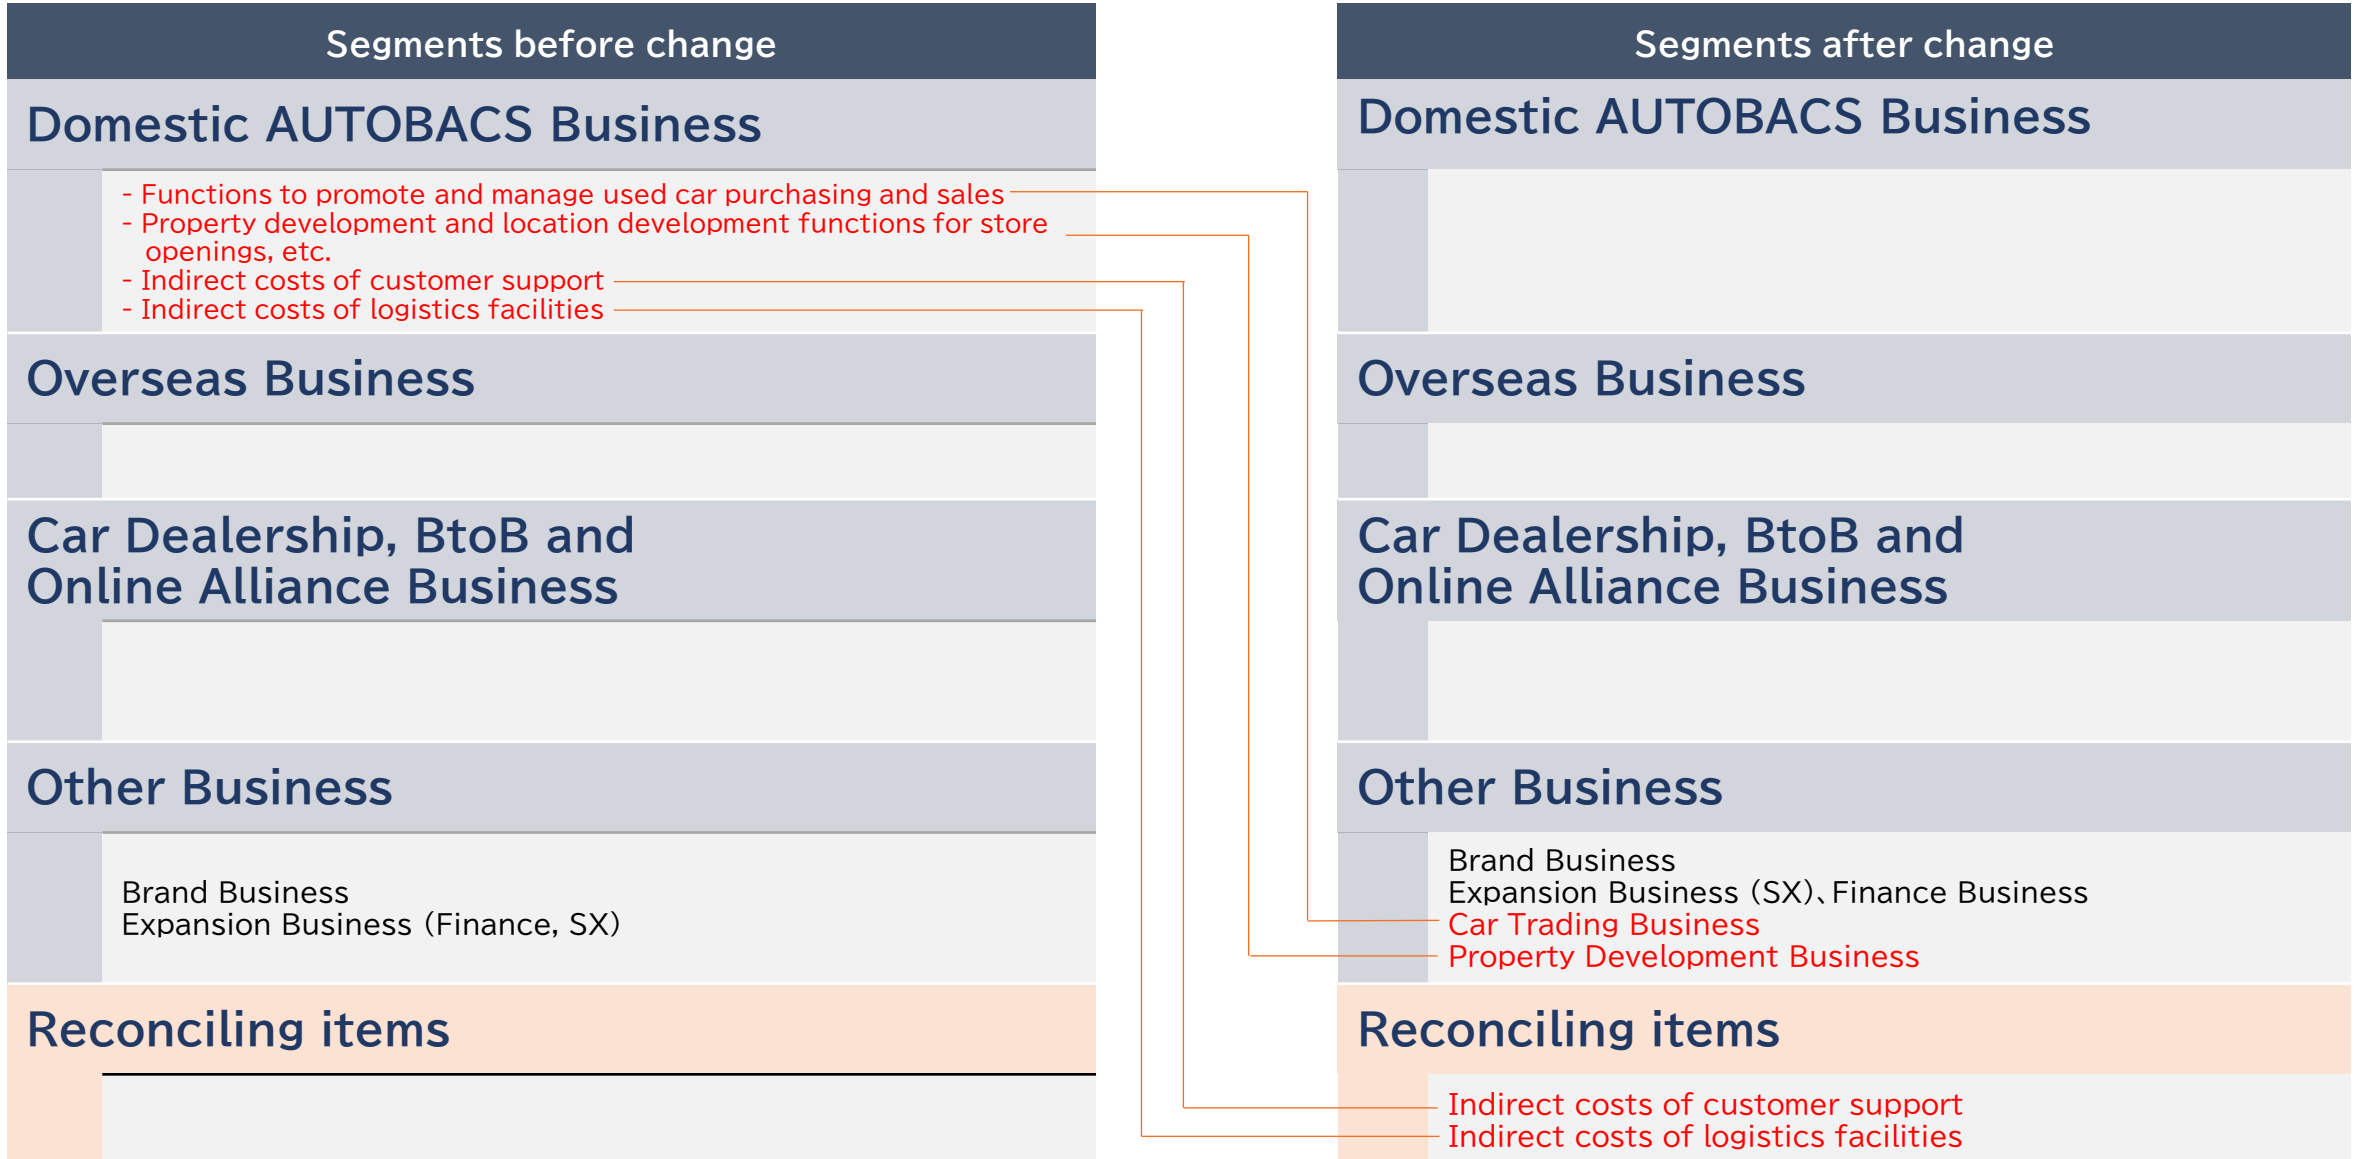 Segments before change
Domestic AUTOBACS Business
- Functions to promote and manage used car purchasing and sales
- Property development and location development functions for store
openings, etc.
- Indirect costs of customer support
- Indirect costs of logistics facilities
Overseas Business
Car Dealership, BtoB and
Online Alliance Business
Other Business
Brand Business
Expansion Business (Finance, SX)
Reconciling items
Segments after change
Domestic AUTOBACS Business
Overseas Business
Car Dealership, BtoB and
Online Alliance Business
Other Business
Brand Business
Expansion Business (SX)、Finance Business
Car Trading Business
Property Development Business
Reconciling items
Indirect costs of customer support
Indirect costs of logistics facilities